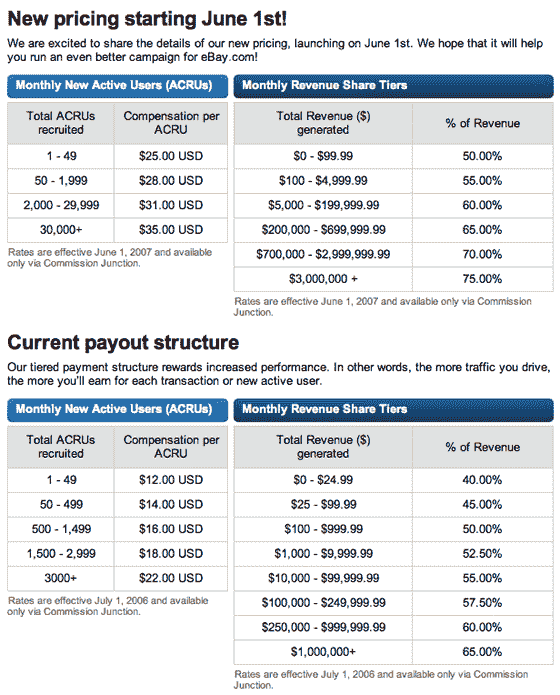 New pricing starting June 1st!
We are excited to share the details of our new pricing, launching on June 1st. We hope that it will help
you run an even better campaign for eBay.com!
Monthly New Active Users (ACRUs)
Total ACRUs
recruited
Compensation per
ACRU
1 - 49 $25.00 USD
50 - 1,999 $28.00 USD
2,000 - 29,999 $31.00 USD
30,000+ $35.00 USD
Rates are effective June 1, 2007 and available
only via Commission Junction.
Monthly Revenue Share Tiers
Total Revenue ($)
generated
% of Revenue
$0 - $99.99 50.00%
$100 - $4,999.99 55.00%
$5,000 - $199,999.99 60.00%
$200,000 - $699,999.99 65.00%
$700,000 - $2,999,999.99 70.00%
$3,000,000 + 75.00%
Rates are effective June 1, 2007 and available only via Commission
Junction.
Current payout structure
Our tiered payment structure rewards increased performance. In other words, the more traffic you drive,
the more you'll earn for each transaction or new active user.
Monthly New Active Users (ACRUs)
Total ACRUs
recruited
Compensation per
ACRU
1 - 49 $12.00 USD
50 - 499 $14.00 USD
500 - 1,499 $16.00 USD
1,500 - 2,999 $18.00 USD
3000+ $22.00 USD
Rates are effective July 1, 2006 and available
only via Commission Junction.
Monthly Revenue Share Tiers
Total Revenue ($)
generated
% of Revenue
$0 - $24.99 40.00%
$25 - $99.99 45.00%
$100 - $999.99 50.00%
$1,000 - $9,999.99 52.50%
$10,000 - $99,999.99 55.00%
$100,000 - $249,999.99 57.50%
$250,000 - $999,999.99 60.00%
$1,000,000+ 65.00%
Rates are effective July 1, 2006 and available only via Commission
Junction.